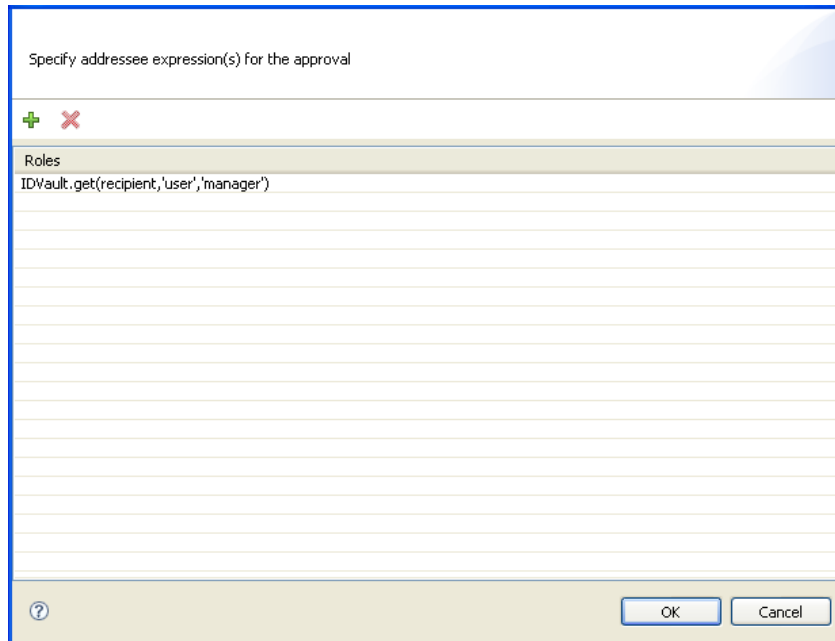 Specify addressee expression(s) for the approval
Roles
IDVault.get(recipient,'user','manager')
OK
Cancel